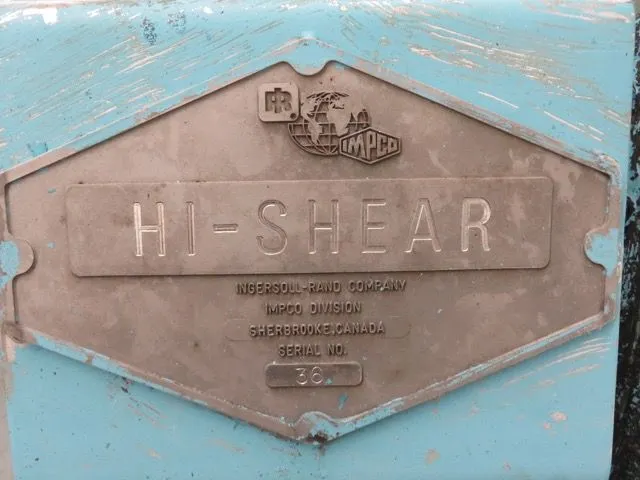 IR
IMPCO
HI-SHEAR
INGERSOLL-RAND COMPANY
IMPCO DIVISION
SHERBROOKE, CANADA
SERIAL NO.
36